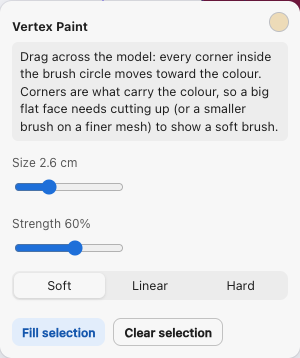 Vertex Paint
Drag across the model: every corner inside
the brush circle moves toward the colour.
Corners are what carry the colour, so a big
flat face needs cutting up (or a smaller
brush on a finer mesh) to show a soft brush.
Size 2.6 cm
Strength 60%
Soft Linear Hard
Fill selection Clear selection